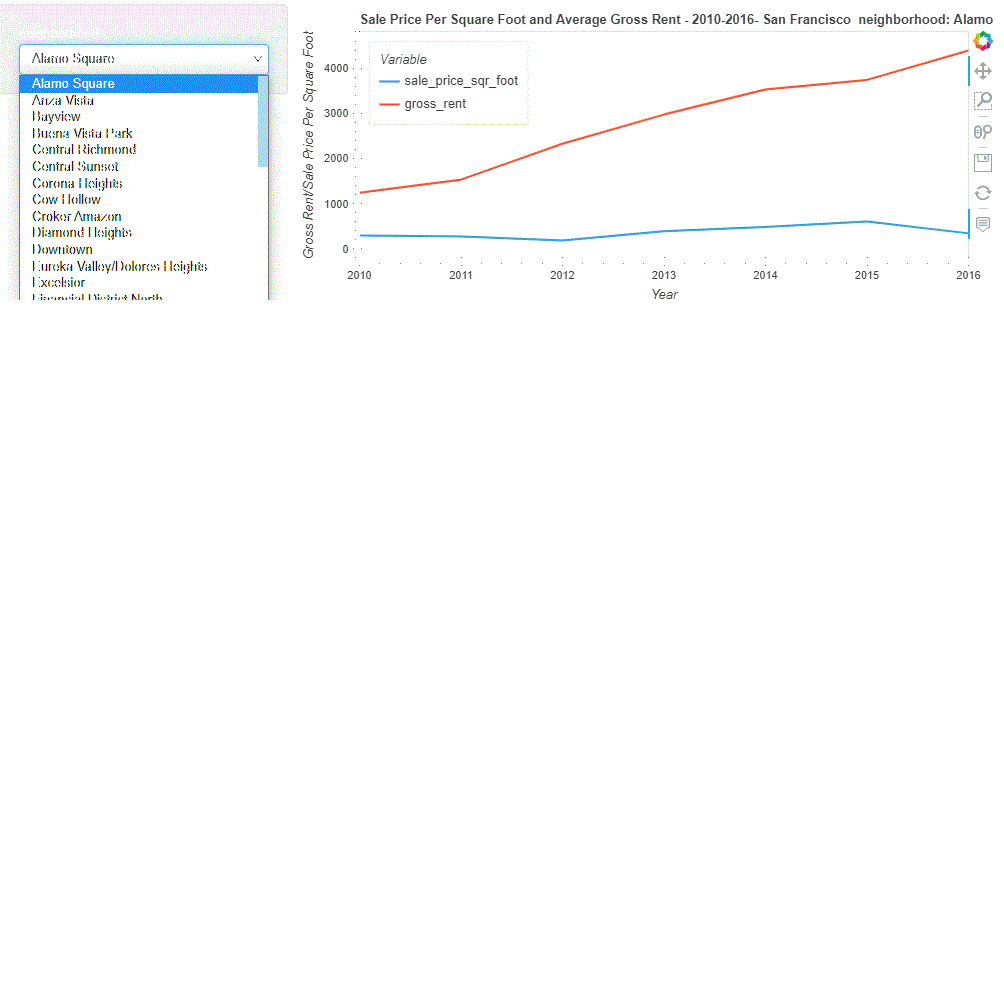 Alamo Square
Alamo Square
Anza Vista
Bayview
Buena Vista Park
Central Richmond
Central Sunset
Corona Heights
Cow Hollow
Croker Amazon
Diamond Heights
Downtown
Eureka Valley/Dolores Heights
Excelsior
Financial District North
Sale Price Per Square Foot and Average Gross Rent - 2010-2016- San Francisco  neighborhood: Alamo
Gross Rent/Sale Price Per Square Foot
Variable
sale_price_sqr_foot
gross_rent
4000
3000
2000
1000
0
2010 2011 2012 2013 2014 2015 2016
Year